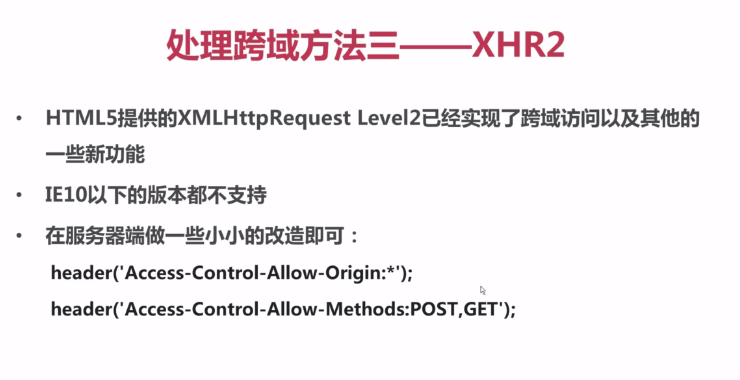 处理跨域方法三——XHR2
• HTML5提供的XMLHttpRequest Level2已经实现了跨域访问以及其他的
一些新功能
• IE10以下的版本都不支持
• 在服务器端做一些小小的改造即可：
header('Access-Control-Allow-Origin:*');
header('Access-Control-Allow-Methods:POST,GET');